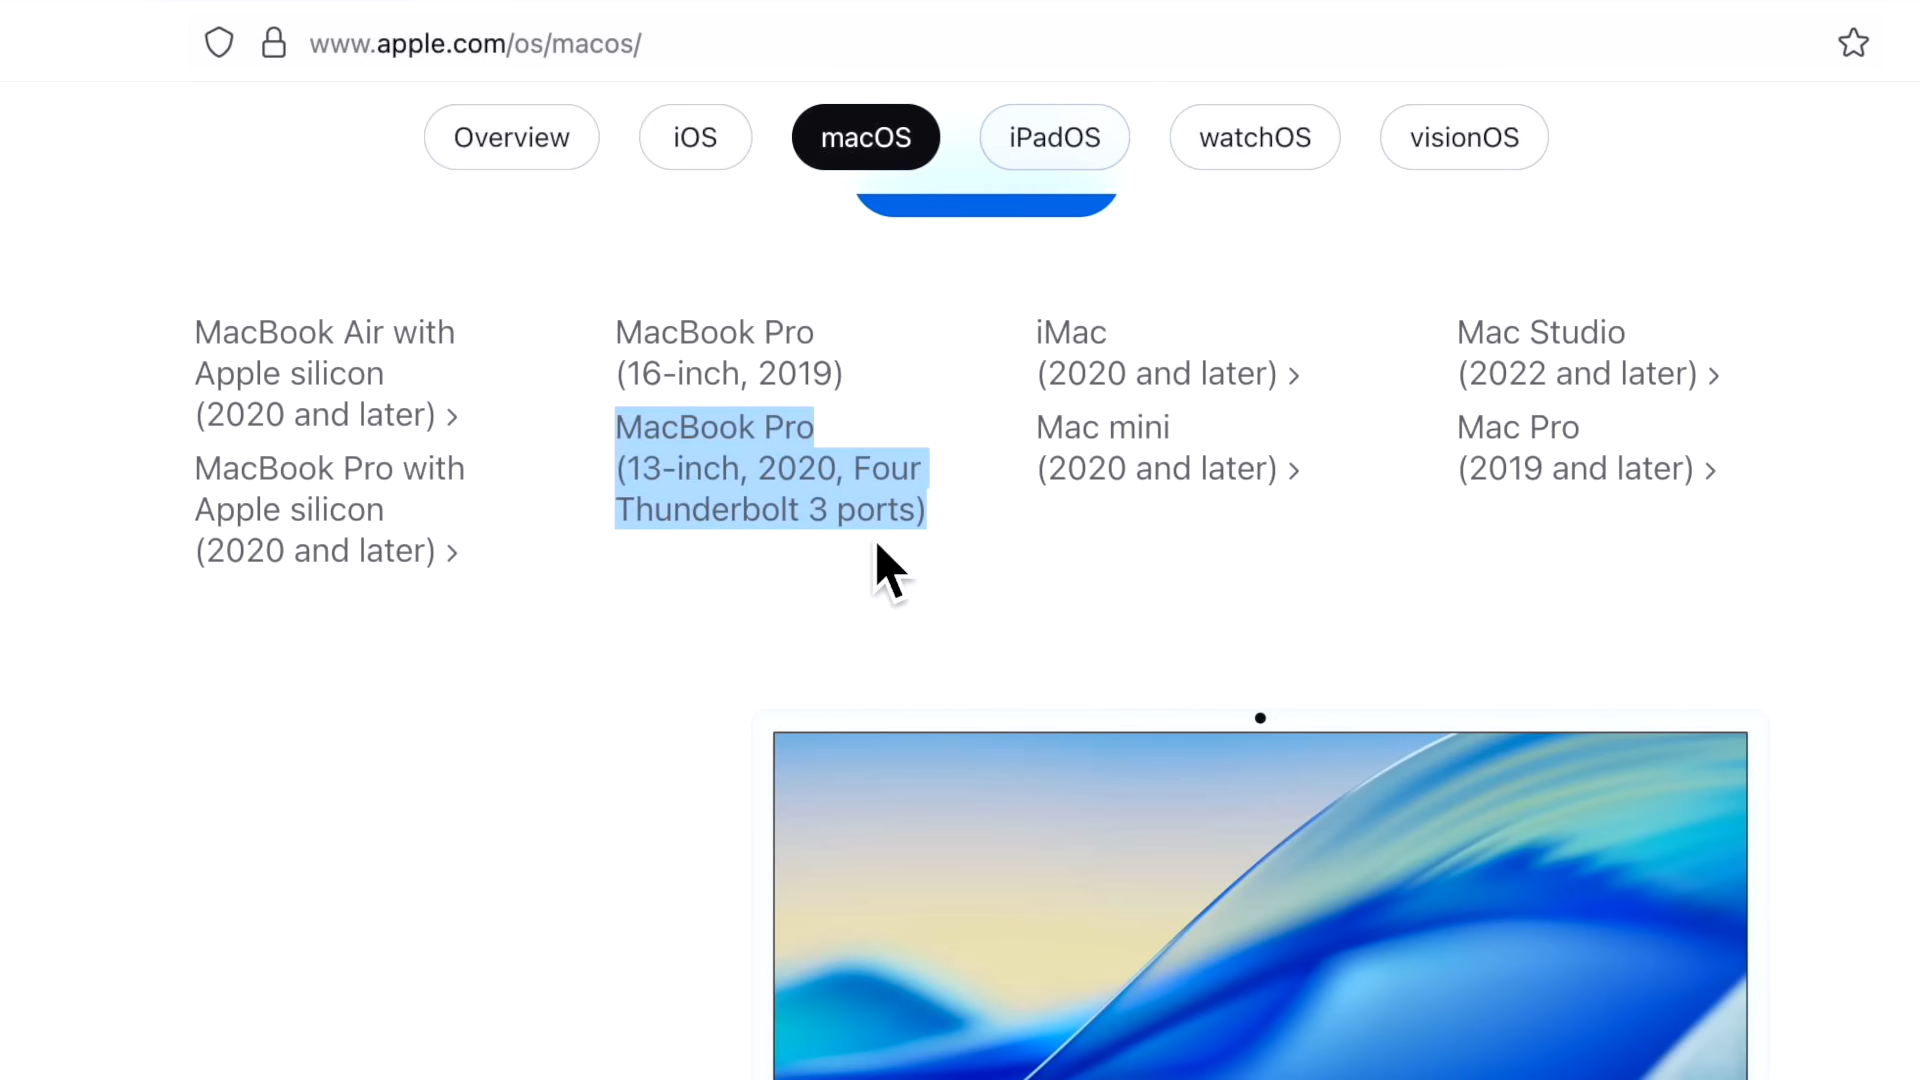 www.apple.com/os/macos/
Overview
iOS
macOS
iPadOS
watchOS
visionOS
MacBook Air with
Apple silicon
(2020 and later) >
MacBook Pro with
Apple silicon
(2020 and later) >
MacBook Pro
(16-inch, 2019)
MacBook Pro
(13-inch, 2020, Four
Thunderbolt 3 ports)
iMac
(2020 and later) >
Mac mini
(2020 and later) >
Mac Studio
(2022 and later) >
Mac Pro
(2019 and later) >